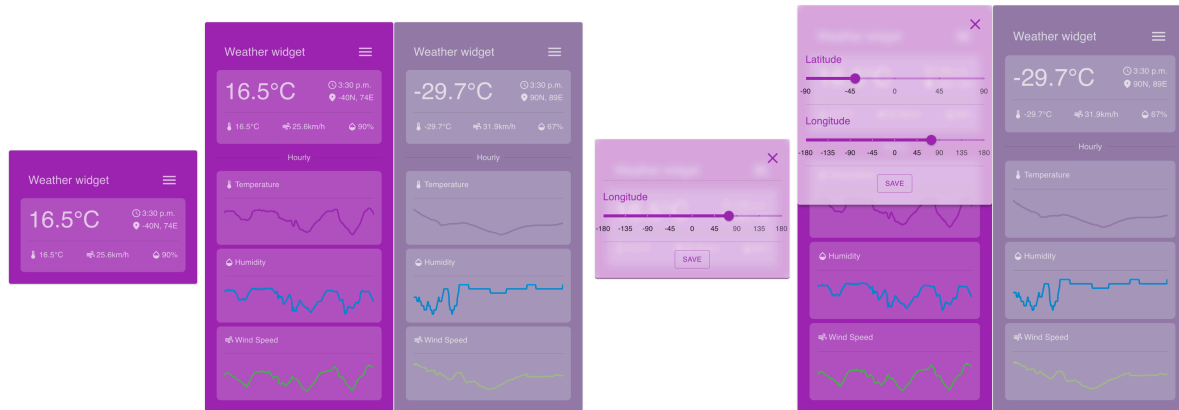 Weather widget
16.5°C
3:30 p.m.
-40N, 74E
16.5°C 25.6km/h 90%
Weather widget
16.5°C
3:30 p.m.
-40N, 74E
16.5°C 25.6km/h 90%
Hourly
Temperature
Humidity
Wind Speed
Weather widget
-29.7°C
3:30 p.m.
90N, 89E
-29.7°C 31.9km/h 67%
Hourly
Temperature
Humidity
Wind Speed
Longitude
-180 -135 -90 -45 0 45 90 135 180
SAVE
Latitude
-90 -45 0 45 90
Longitude
-180 -135 -90 -45 0 45 90 135 180
SAVE
Humidity
Wind Speed
Weather widget
-29.7°C
3:30 p.m.
90N, 89E
-29.7°C 31.9km/h 67%
Hourly
Temperature
Humidity
Wind Speed